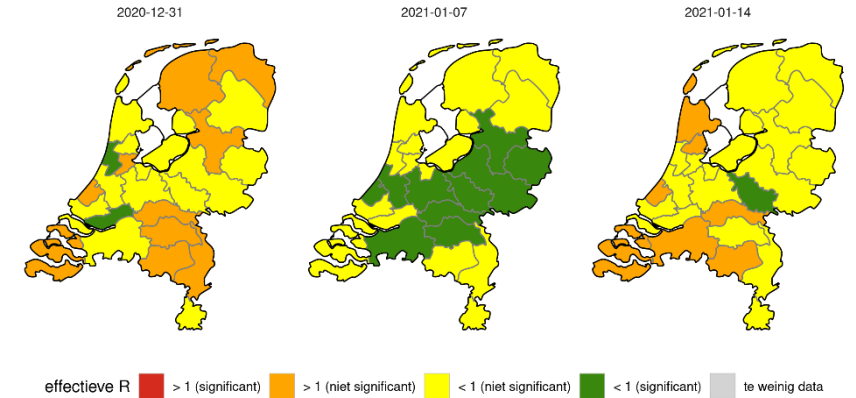 2020-12-31
2021-01-07
2021-01-14
effectieve R > 1 (significant) > 1 (niet significant) < 1 (niet significant) < 1 (significant) te weinig data